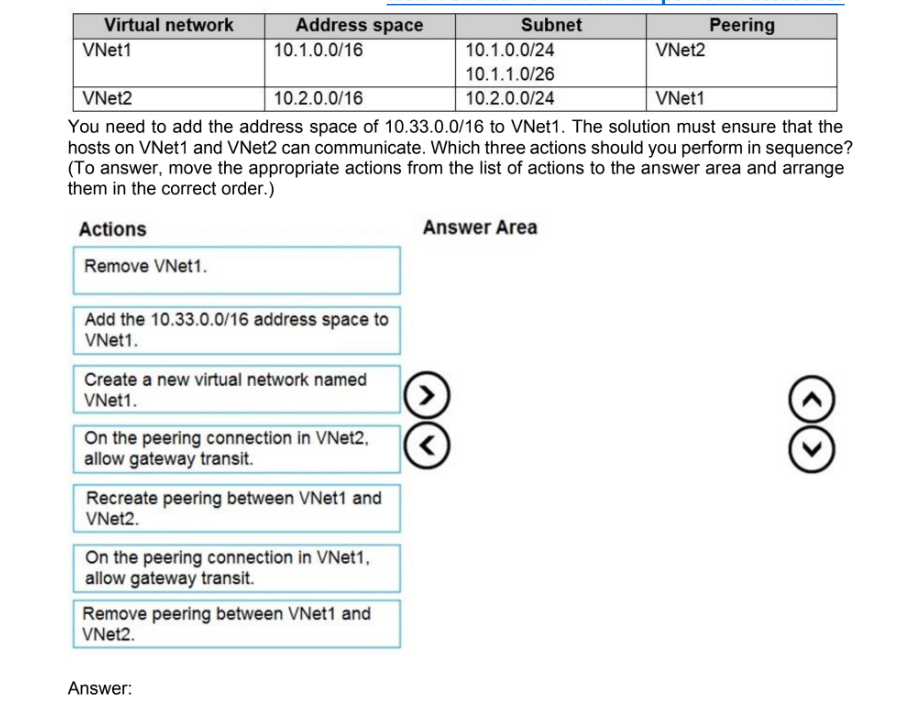 Virtual network Address space Subnet Peering
VNet1 10.1.0.0/16 10.1.0.0/24 VNet2
10.1.1.0/26
VNet2 10.2.0.0/16 10.2.0.0/24 VNet1
You need to add the address space of 10.33.0.0/16 to VNet1. The solution must ensure that the
hosts on VNet1 and VNet2 can communicate. Which three actions should you perform in sequence?
(To answer, move the appropriate actions from the list of actions to the answer area and arrange
them in the correct order.)
Actions Answer Area
Remove VNet1.
Add the 10.33.0.0/16 address space to
VNet1.
Create a new virtual network named
VNet1.
On the peering connection in VNet2,
allow gateway transit.
Recreate peering between VNet1 and
VNet2.
On the peering connection in VNet1,
allow gateway transit.
Remove peering between VNet1 and
VNet2.
Answer: